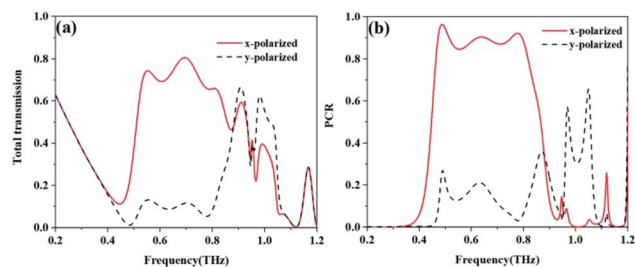 (a)
x-polarized
y-polarized
Total transmission
1.0
0.8
0.6
0.4
0.2
0.0
0.2 0.4 0.6 0.8 1.0 1.2
Frequency(THz)
(b)
x-polarized
y-polarized
PCR
1.0
0.8
0.6
0.4
0.2
0.0
0.2 0.4 0.6 0.8 1.0 1.2
Frequency(THz)